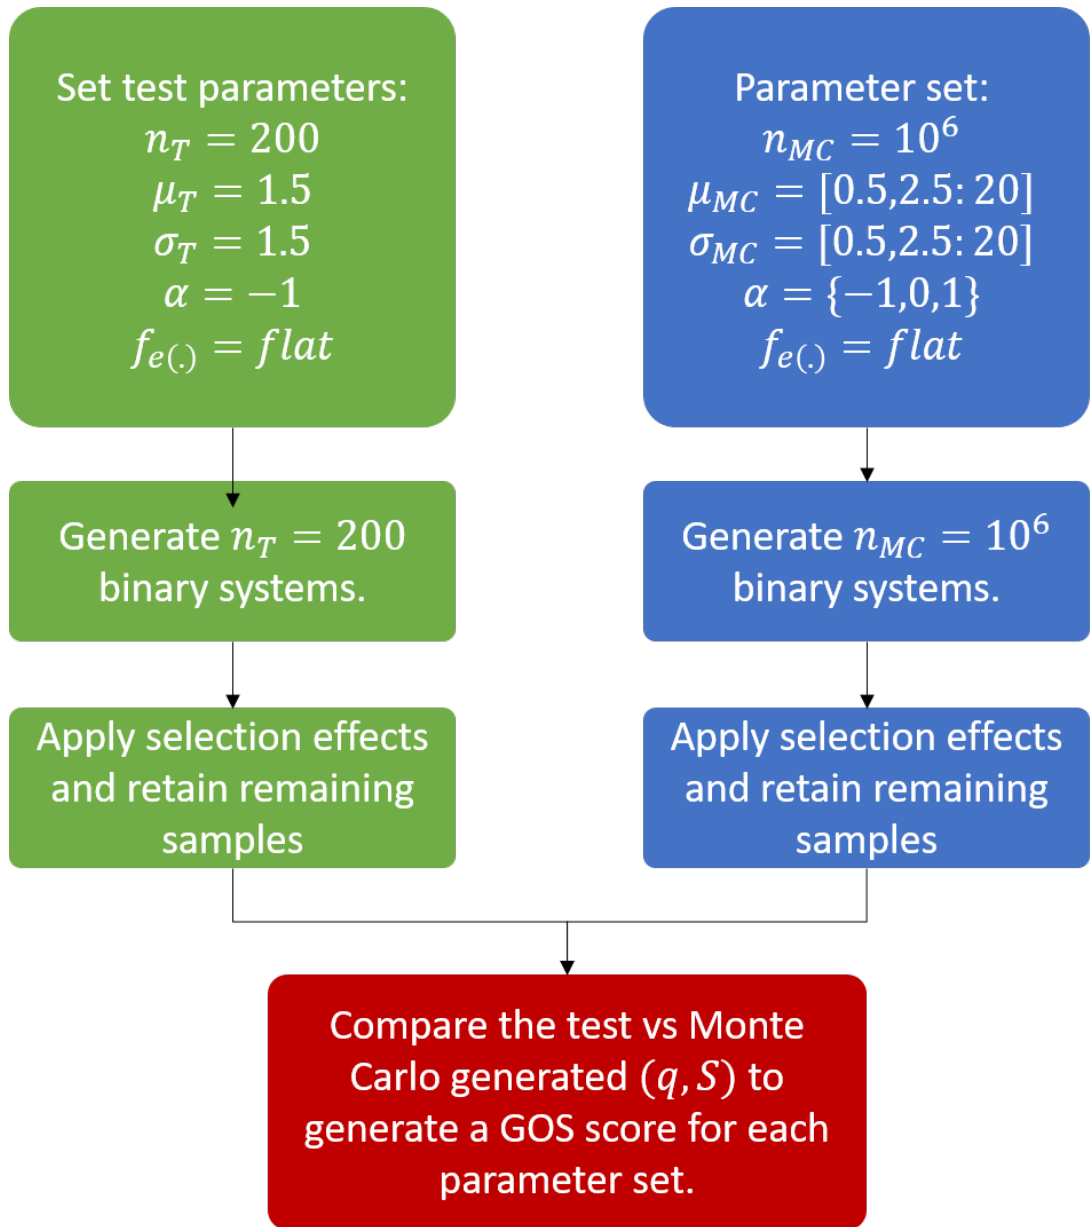 Set test parameters:
n_T = 200
μ_T = 1.5
σ_T = 1.5
α = −1
f_e(.) = flat
Generate n_T = 200
binary systems.
Apply selection effects
and retain remaining
samples
Parameter set:
n_MC = 10^6
μ_MC = [0.5,2.5: 20]
σ_MC = [0.5,2.5: 20]
α = {−1,0,1}
f_e(.) = flat
Generate n_MC = 10^6
binary systems.
Apply selection effects
and retain remaining
samples
Compare the test vs Monte
Carlo generated (q, S) to
generate a GOS score for each
parameter set.